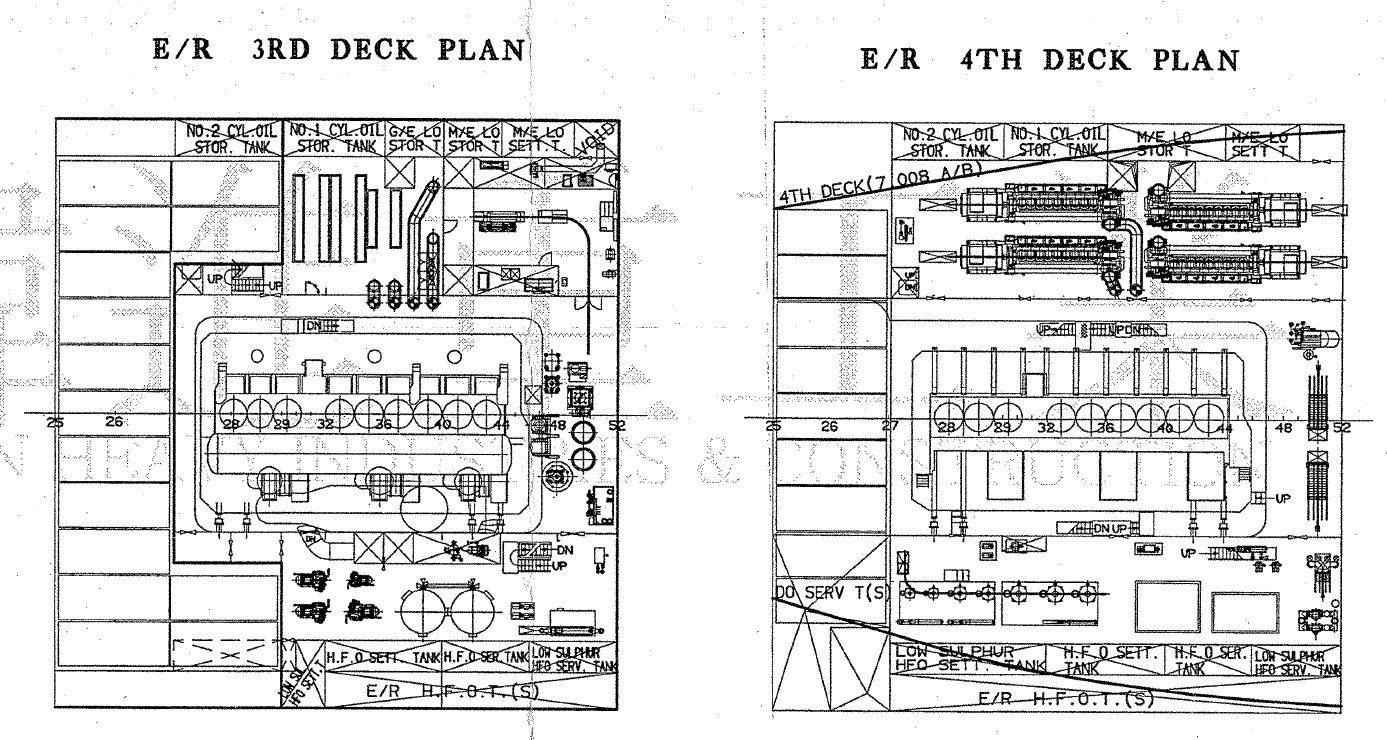 E/R 3RD DECK PLAN
NO.2 CYL.OIL
STOR. TANK
NO.1 CYL.OIL
STOR. TANK
G/E LO
STOR T
M/E LO
STOR T
M/E LO
SETT T.
VOID
UP
UP
DN
25
26
28
29
32
36
40
44
48
52
DN
DN
UP
LOW SUL
HFO SETT.
H.F.O SETT. TANK
H.F.O SER.TANK
LOW SULPHUR
HFO SERV. TANK
E/R H.F.O.T.(S)
E/R 4TH DECK PLAN
NO.2 CYL.OIL
STOR. TANK
NO.1 CYL.OIL
STOR. TANK
M/E LO
STOR T
M/E LO
SETT T
4TH DECK(7 008 A/B)
UP
UP
DN
25
26
27
28
29
32
36
40
44
48
52
UP
DN
UP
UP
DO SERV T(S)
LOW SULPHUR
HFO SETT. TANK
H.F.O SETT.
TANK
H.F.O SER.
TANK
LOW SULPHUR
HFO SERV. TANK
E/R H.F.O.T.(S)
& CONSTRUCTION